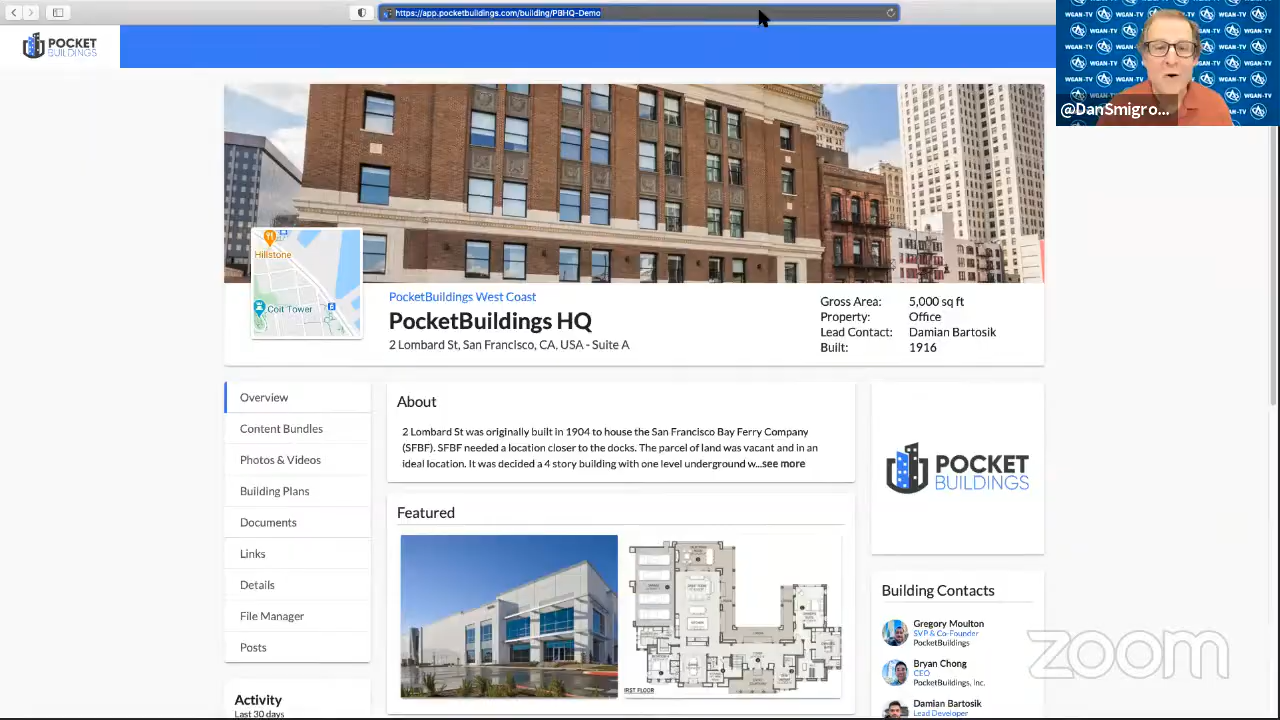 https://app.pocketbuildings.com/building/PBHQ-Demo
POCKET
BUILDINGS
WGAN-TV
@DanSmigro...
Hillstone
Coit Tower
PocketBuildings West Coast
PocketBuildings HQ
2 Lombard St, San Francisco, CA, USA - Suite A
Gross Area: 5,000 sq ft
Property: Office
Lead Contact: Damian Bartosik
Built: 1916
Overview
Content Bundles
Photos & Videos
Building Plans
Documents
Links
Details
File Manager
Posts
Activity
Last 30 days
About
2 Lombard St was originally built in 1904 to house the San Francisco Bay Ferry Company
(SFBF). SFBF needed a location closer to the docks. The parcel of land was vacant and in an
ideal location. It was decided a 4 story building with one level underground w...see more
Featured
FIRST FLOOR
POCKET
BUILDINGS
Building Contacts
Gregory Moulton
SVP & Co-Founder
PocketBuildings
Bryan Chong
CEO
PocketBuildings, Inc.
Damian Bartosik
Lead Developer
zoom